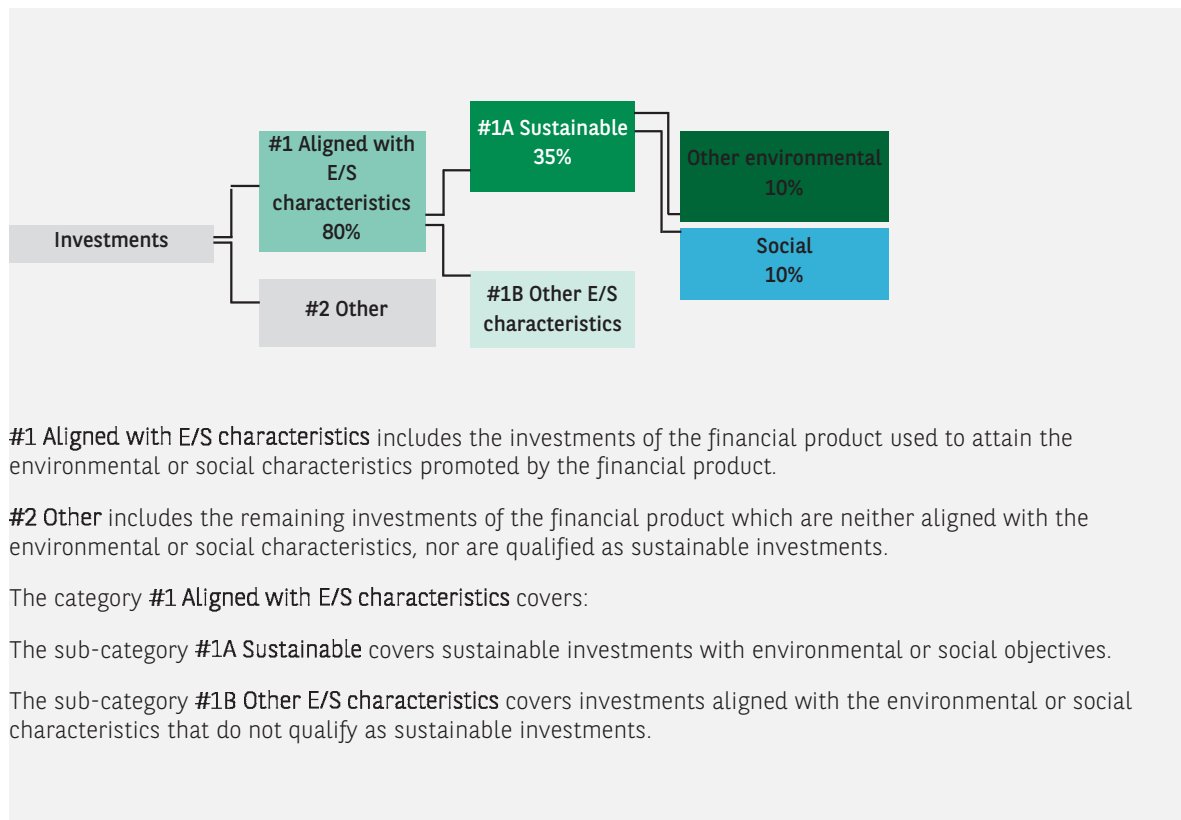 #1A Sustainable
35%
#1 Aligned with
E/S
characteristics
80%
Other environmental
10%
Investments
Social
10%
#2 Other
#1B Other E/S
characteristics
#1 Aligned with E/S characteristics includes the investments of the financial product used to attain the
environmental or social characteristics promoted by the financial product.
#2 Other includes the remaining investments of the financial product which are neither aligned with the
environmental or social characteristics, nor are qualified as sustainable investments.
The category #1 Aligned with E/S characteristics covers:
The sub-category #1A Sustainable covers sustainable investments with environmental or social objectives.
The sub-category #1B Other E/S characteristics covers investments aligned with the environmental or social
characteristics that do not qualify as sustainable investments.